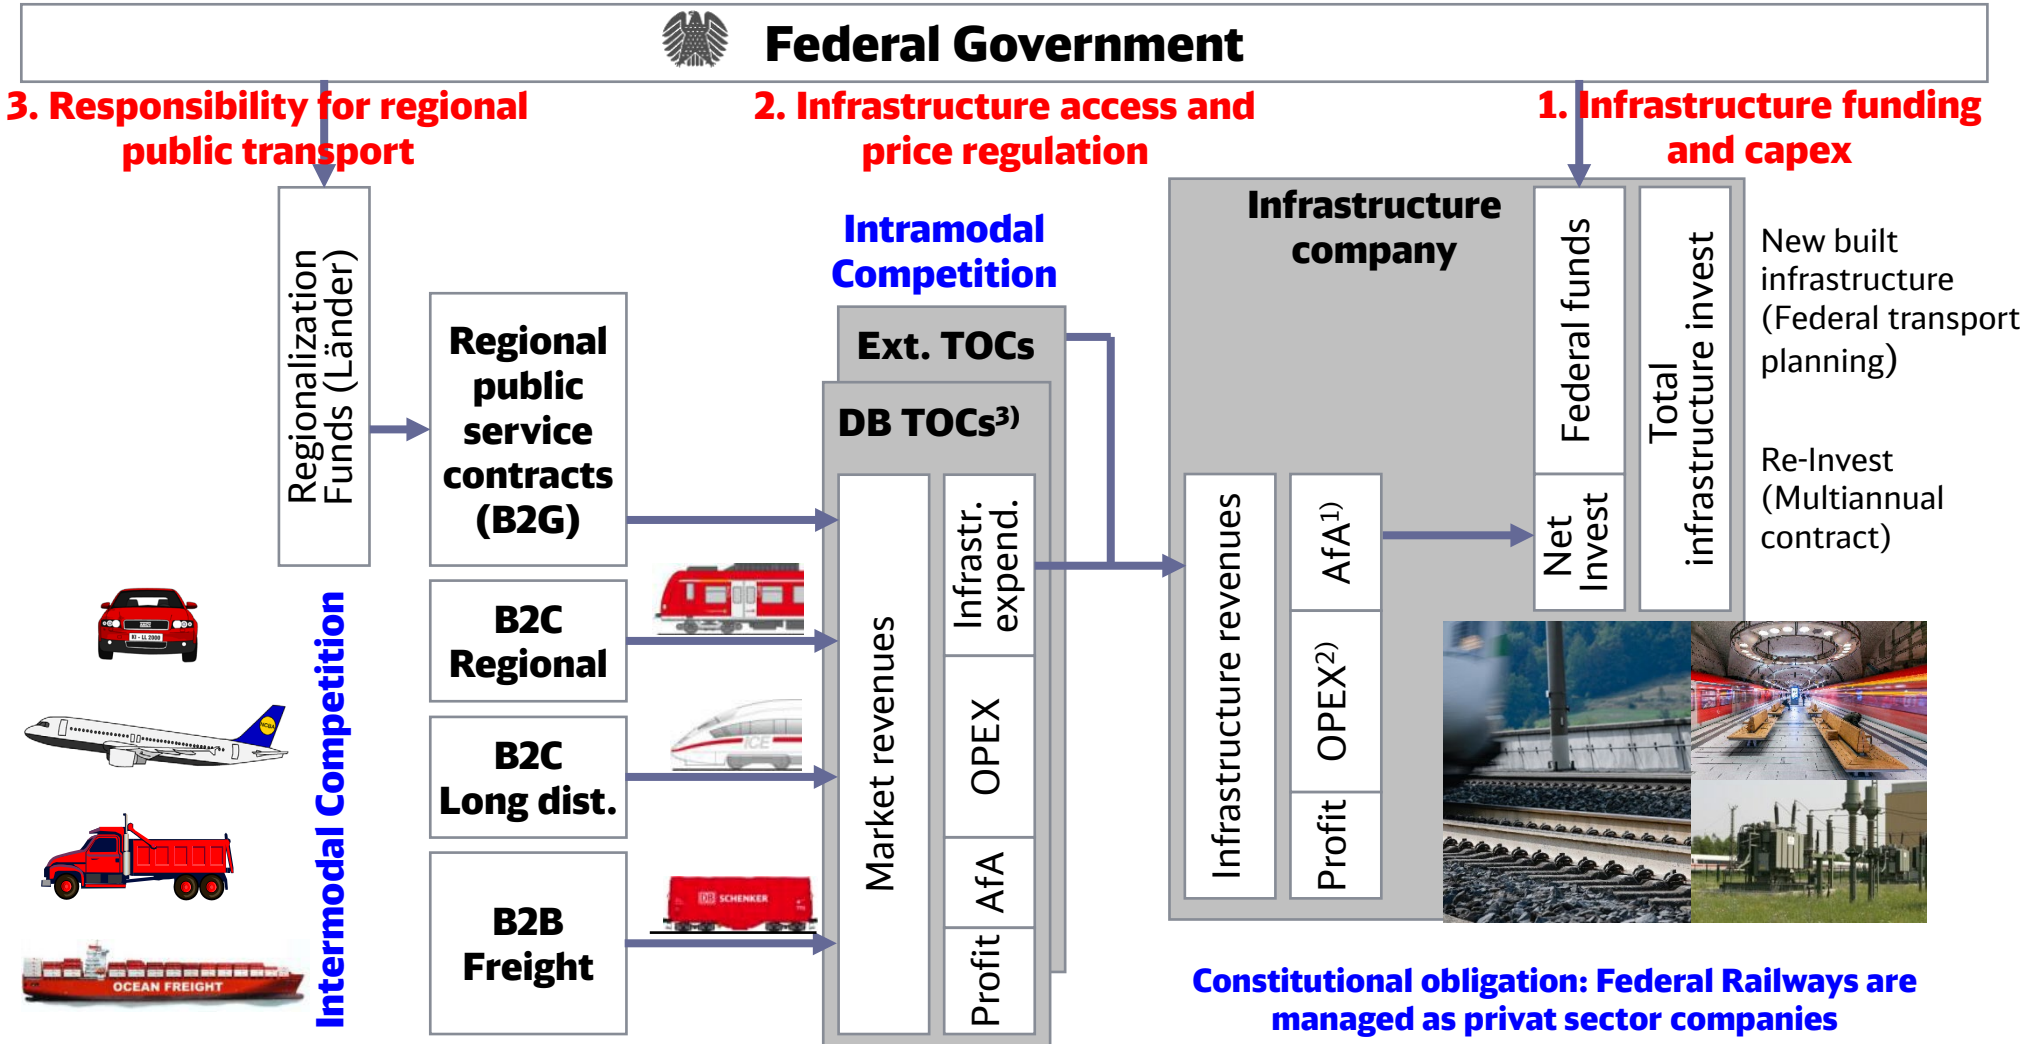 Federal Government
3. Responsibility for regional
public transport
2. Infrastructure access and
price regulation
1. Infrastructure funding
and capex
Regionalization
Funds (Länder)
Regional
public
service
contracts
(B2G)
B2C
Regional
B2C
Long dist.
B2B
Freight
Intermodal Competition
KI - LL 2000
OCEAN FREIGHT
ICE
DB SCHENKER
Intramodal
Competition
Ext. TOCs
DB TOCs3)
Market revenues
Infrastr.
expend.
OPEX
AfA
Profit
Infrastructure
company
Infrastructure revenues
AfA1)
OPEX2)
Profit
Federal funds
Net
Invest
Total
infrastructure invest
New built
infrastructure
(Federal transport
planning)
Re-Invest
(Multiannual
contract)
Constitutional obligation: Federal Railways are
managed as privat sector companies